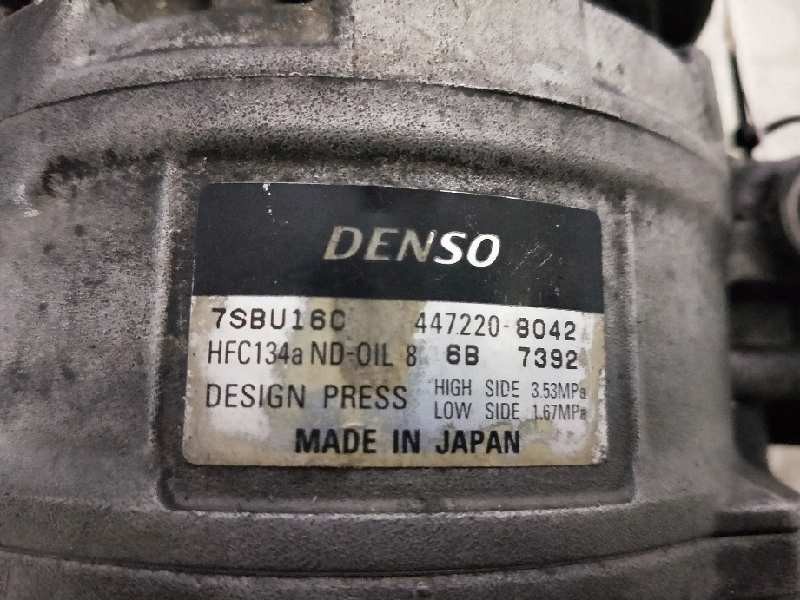 DENSO
7SBU16C 447220-8042
HFC134a ND-OIL 8 6B 7392
DESIGN PRESS HIGH SIDE 3.53MPa
LOW SIDE 1.67MPa
MADE IN JAPAN